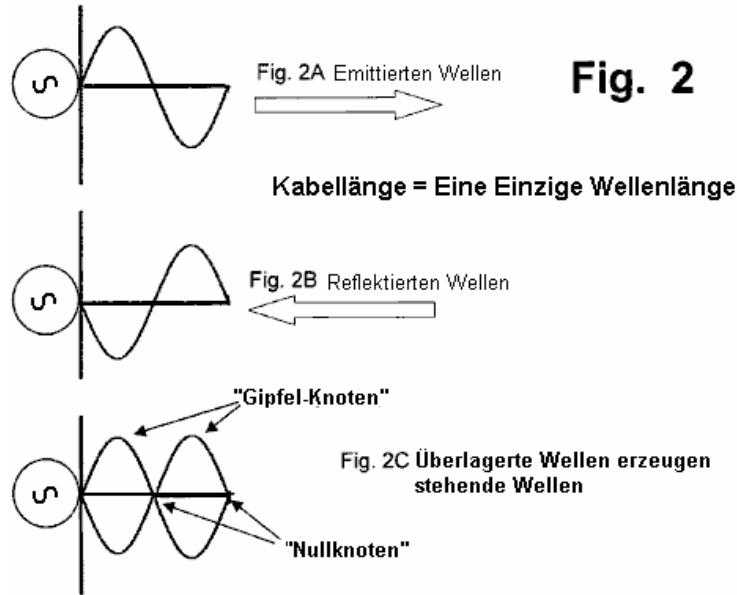 Fig. 2A Emittierten Wellen
Fig. 2
Kabellänge = Eine Einzige Wellenlänge
Fig. 2B Reflektierten Wellen
"Gipfel-Knoten"
Fig. 2C Überlagerte Wellen erzeugen
stehende Wellen
"Nullknoten"